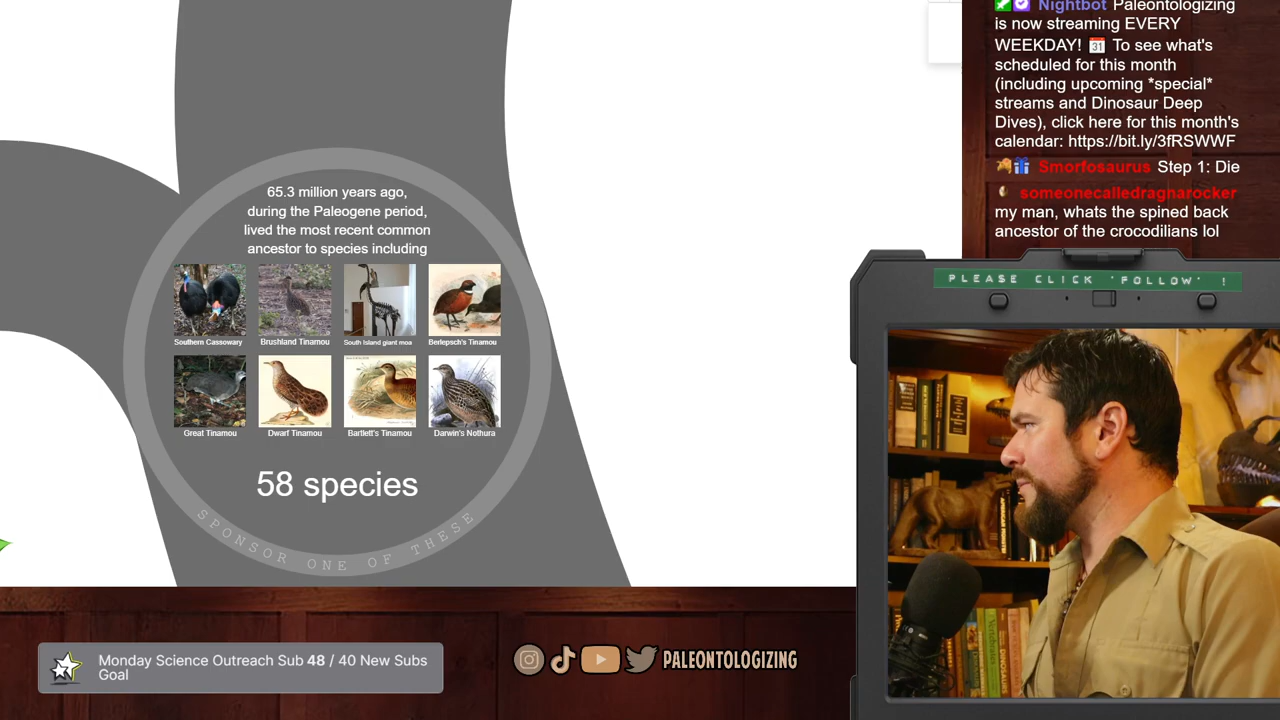 65.3 million years ago,
during the Paleogene period,
lived the most recent common
ancestor to species including
Southern Cassowary
Brushland Tinamou
South Island giant moa
Berlepsch's Tinamou
Great Tinamou
Dwarf Tinamou
Bartlett's Tinamou
Darwin's Nothura
58 species
SPONSOR ONE OF THESE
Nightbot Paleontologizing
is now streaming EVERY
WEEKDAY! 31 To see what's
scheduled for this month
(including upcoming *special*
streams and Dinosaur Deep
Dives), click here for this month's
calendar: https://bit.ly/3fRSWWF
Smorfosaurus Step 1: Die
someonecalledragnarocker
my man, whats the spined back
ancestor of the crocodilians lol
PLEASE CLICK "FOLLOW" !
Monday Science Outreach Sub 48 / 40 New Subs
Goal
PALEONTOLOGIZING